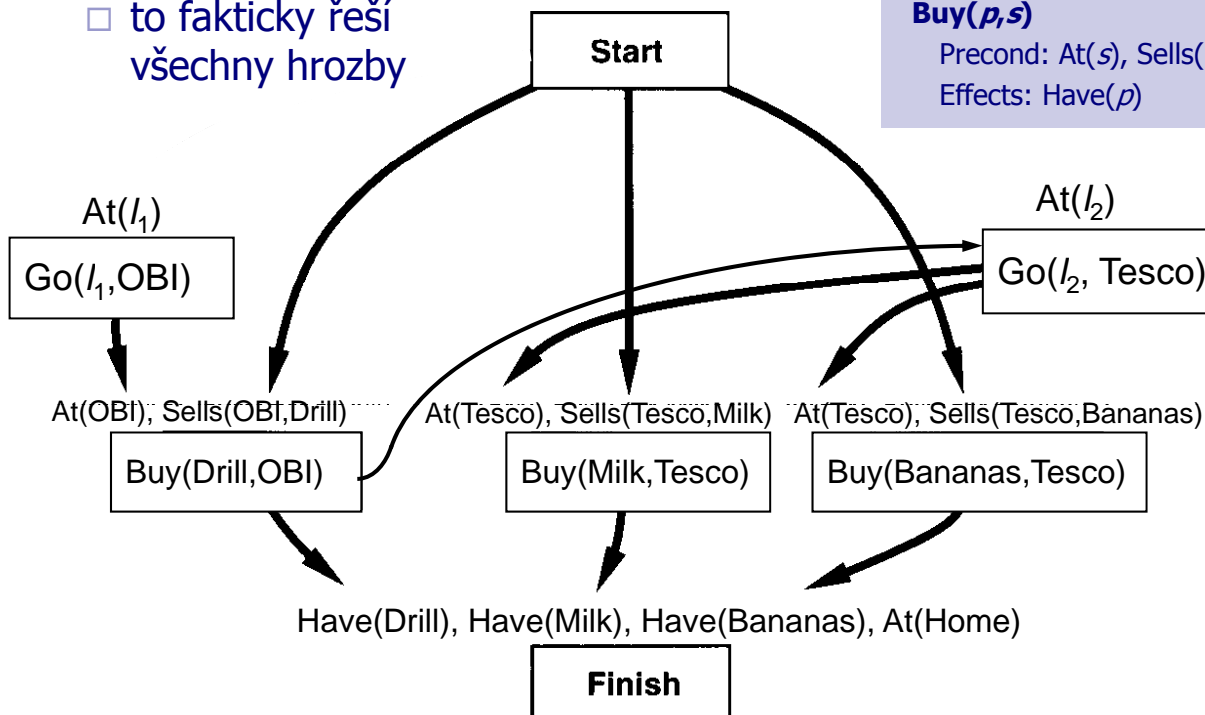 □ to fakticky řeší
všechny hrozby
Start
Buy(p,s)
Precond: At(s), Sells(
Effects: Have(p)
At(l₁)
Go(l₁,OBI)
At(l₂)
Go(l₂, Tesco)
At(OBI), Sells(OBI,Drill)
At(Tesco), Sells(Tesco,Milk)
At(Tesco), Sells(Tesco,Bananas)
Buy(Drill,OBI)
Buy(Milk,Tesco)
Buy(Bananas,Tesco)
Have(Drill), Have(Milk), Have(Bananas), At(Home)
Finish